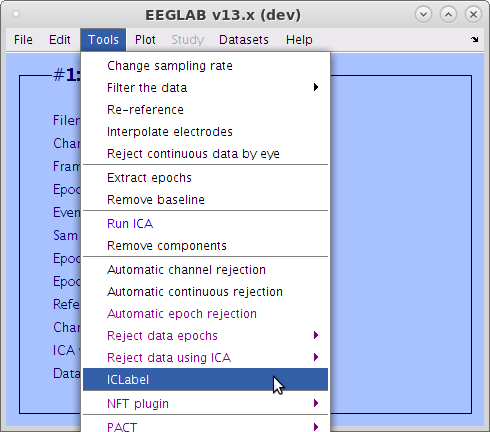 EEGLAB v13.x (dev)
File Edit Tools Plot Study Datasets Help
#1:
Change sampling rate
Filter the data
Re-reference
Interpolate electrodes
Reject continuous data by eye
Extract epochs
Remove baseline
Run ICA
Remove components
Automatic channel rejection
Automatic continuous rejection
Automatic epoch rejection
Reject data epochs
Reject data using ICA
ICLabel
NFT plugin
PACT
Filen
Chan
Fram
Epoc
Even
Sam
Epoc
Epoc
Refe
Chan
ICA
Data